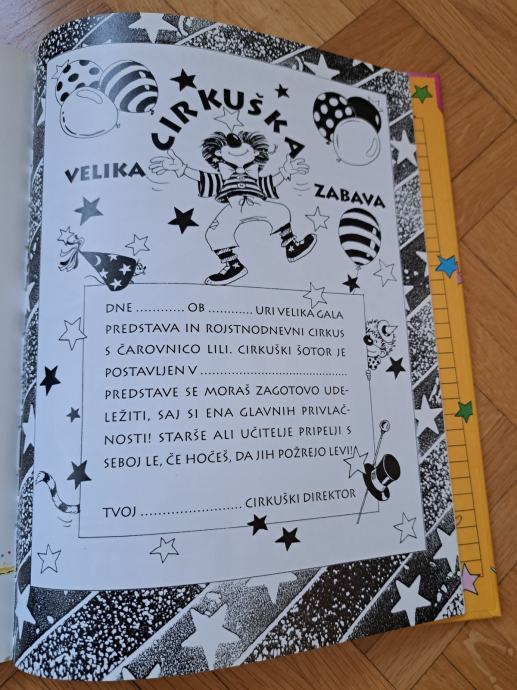 VELIKA CIRKUŠKA ZABAVA
DNE ............ OB ............ URI VELIKA GALA
PREDSTAVA IN ROJSTNODNEVNI CIRKUS
S ČAROVNICO LILI. CIRKUŠKI ŠOTOR JE
POSTAVLJEN V ........................................
PREDSTAVE SE MORAŠ ZAGOTOVO UDE-
LEŽITI, SAJ SI ENA GLAVNIH PRIVLAČ-
NOSTI! STARŠE ALI UČITELJE PRIPELJI S
SEBOJ LE, ČE HOČEŠ, DA JIH POŽREJO LEVI!
TVOJ ............................ CIRKUŠKI DIREKTOR